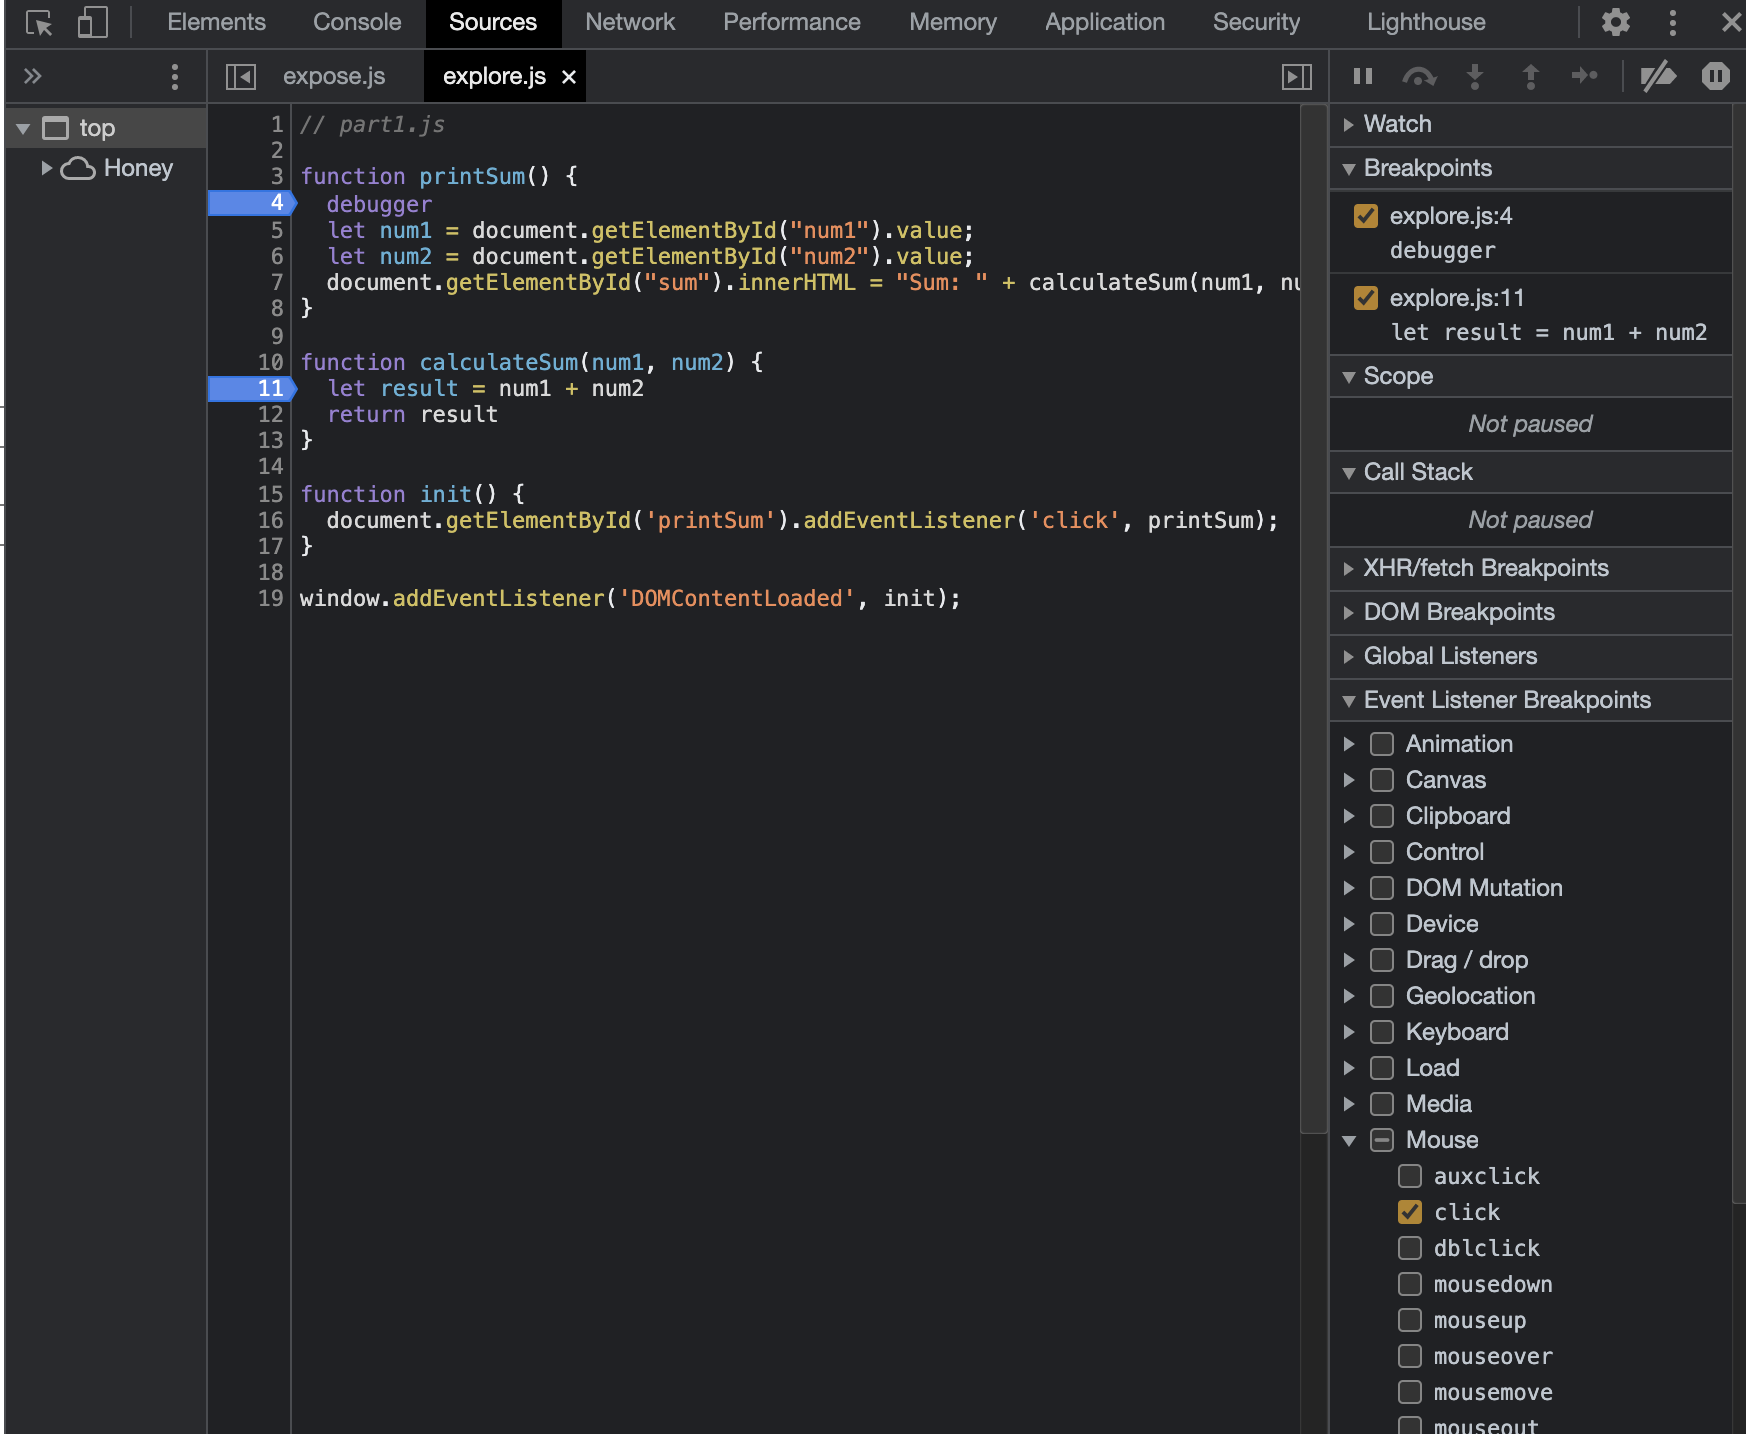 Elements Console Sources Network Performance Memory Application Security Lighthouse
expose.js explore.js
top
Honey
1 // part1.js
2
3 function printSum() {
4 debugger
5 let num1 = document.getElementById("num1").value;
6 let num2 = document.getElementById("num2").value;
7 document.getElementById("sum").innerHTML = "Sum: " + calculateSum(num1, nu
8 }
9
10 function calculateSum(num1, num2) {
11 let result = num1 + num2
12 return result
13 }
14
15 function init() {
16 document.getElementById('printSum').addEventListener('click', printSum);
17 }
18
19 window.addEventListener('DOMContentLoaded', init);
Watch
Breakpoints
explore.js:4
debugger
explore.js:11
let result = num1 + num2
Scope
Not paused
Call Stack
Not paused
XHR/fetch Breakpoints
DOM Breakpoints
Global Listeners
Event Listener Breakpoints
Animation
Canvas
Clipboard
Control
DOM Mutation
Device
Drag / drop
Geolocation
Keyboard
Load
Media
Mouse
auxclick
click
dblclick
mousedown
mouseup
mouseover
mousemove
mouseout